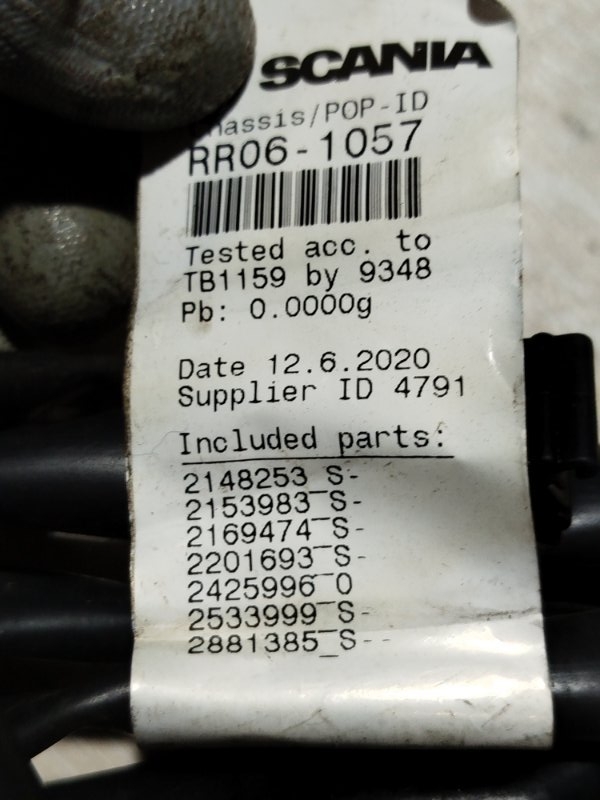 SCANIA
Chassis/POP-ID
RR06-1057
Tested acc. to
TB1159 by 9348
Pb: 0.0000g
Date 12.6.2020
Supplier ID 4791
Included parts:
2148253_S-
2153983_S-
2169474_S-
2201693_S-
2425996_O
2533999_S-
2881385_S--